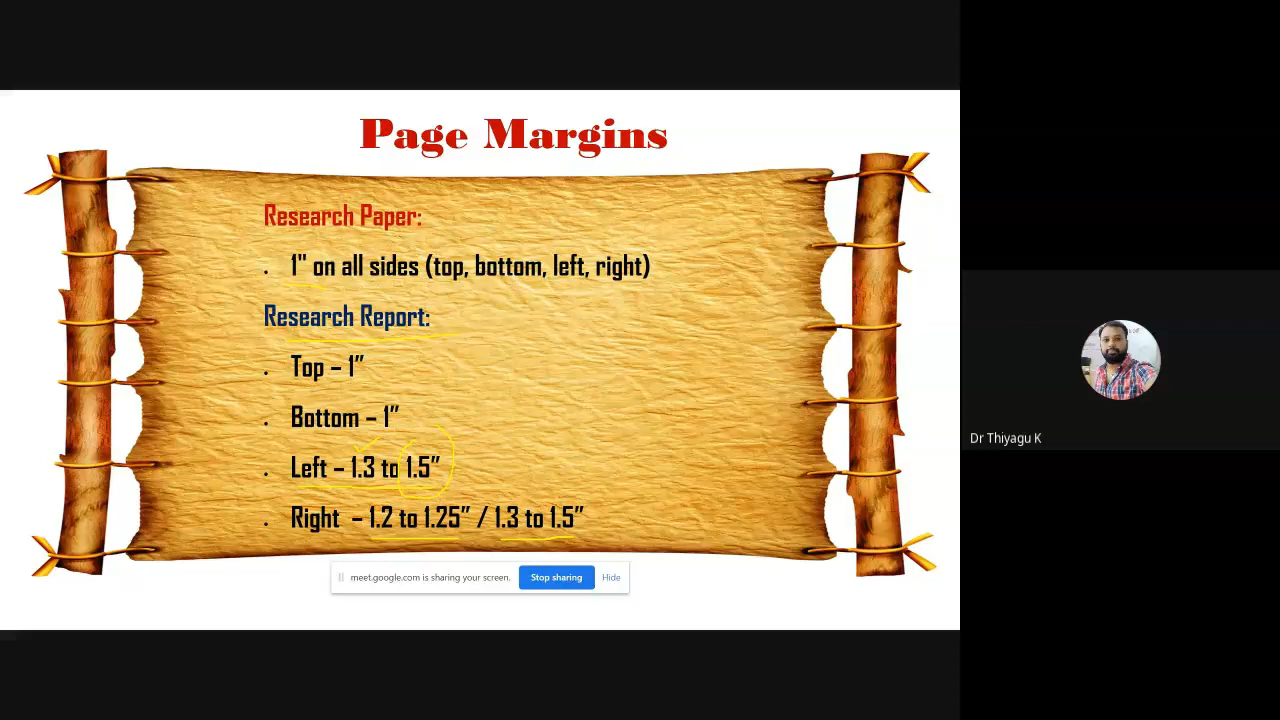 Page Margins
Research Paper:
• 1" on all sides (top, bottom, left, right)
Research Report:
• Top – 1”
• Bottom – 1”
• Left – 1.3 to 1.5”
• Right – 1.2 to 1.25” / 1.3 to 1.5”
meet.google.com is sharing your screen. Stop sharing Hide
Dr Thiyagu K